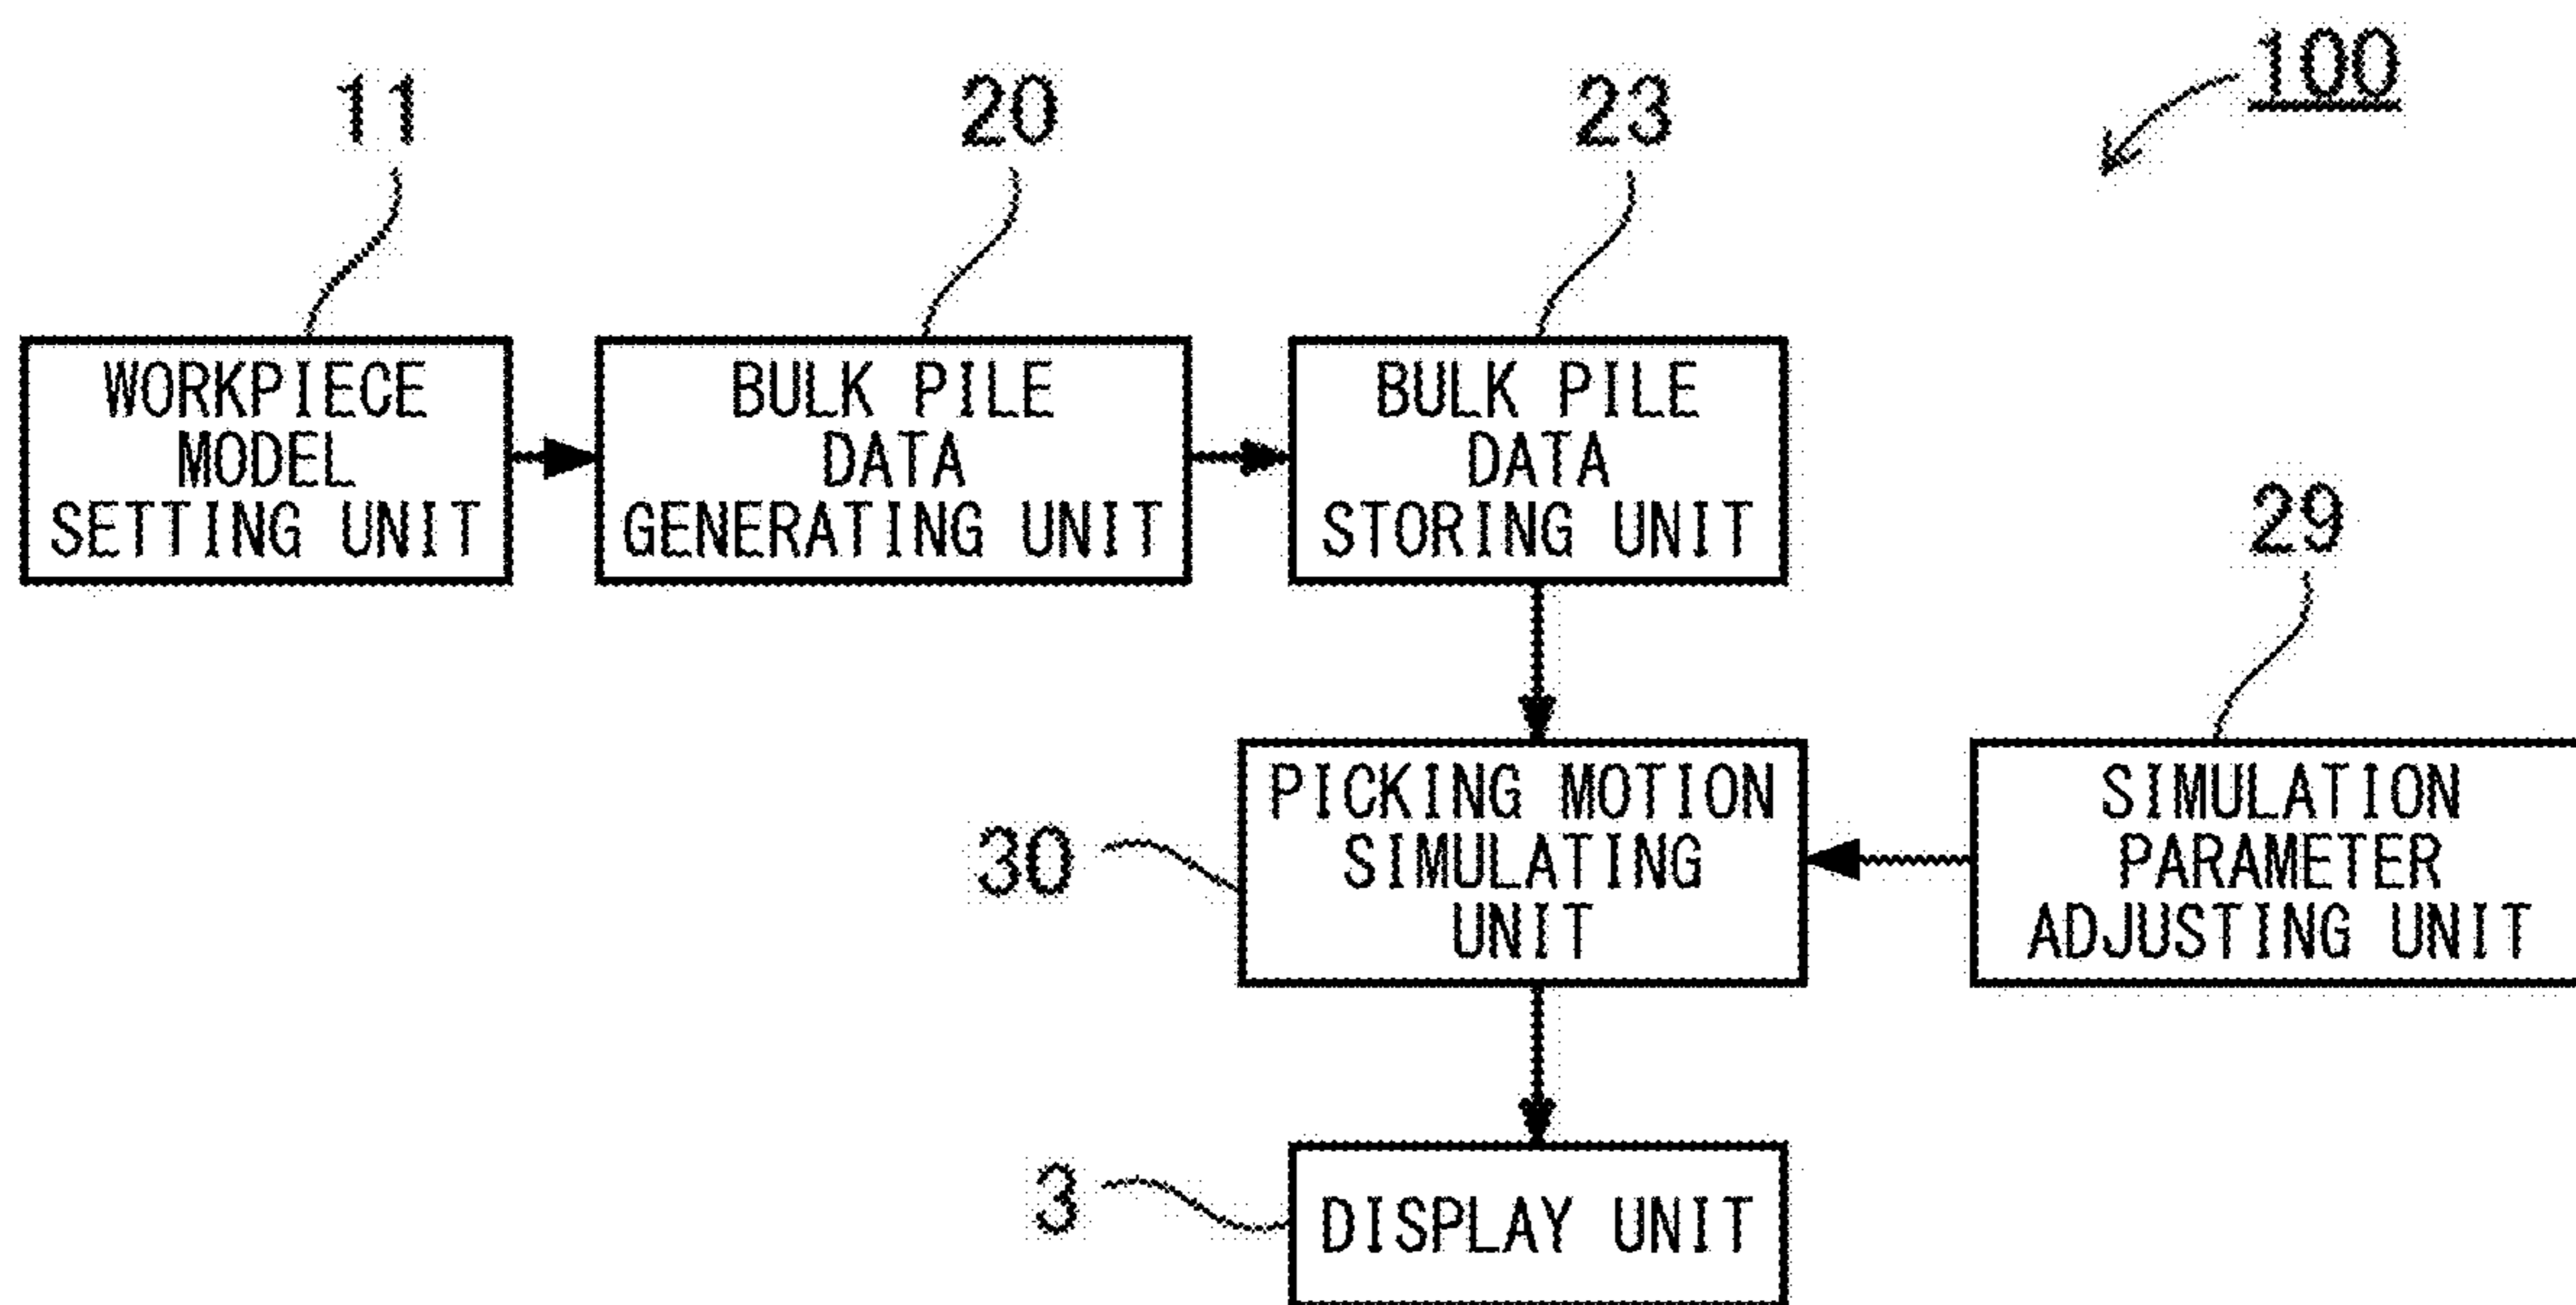 100
11
20
23
WORKPIECE
MODEL
SETTING UNIT
BULK PILE
DATA
GENERATING UNIT
BULK PILE
DATA
STORING UNIT
29
30
PICKING MOTION
SIMULATING
UNIT
SIMULATION
PARAMETER
ADJUSTING UNIT
3
DISPLAY UNIT